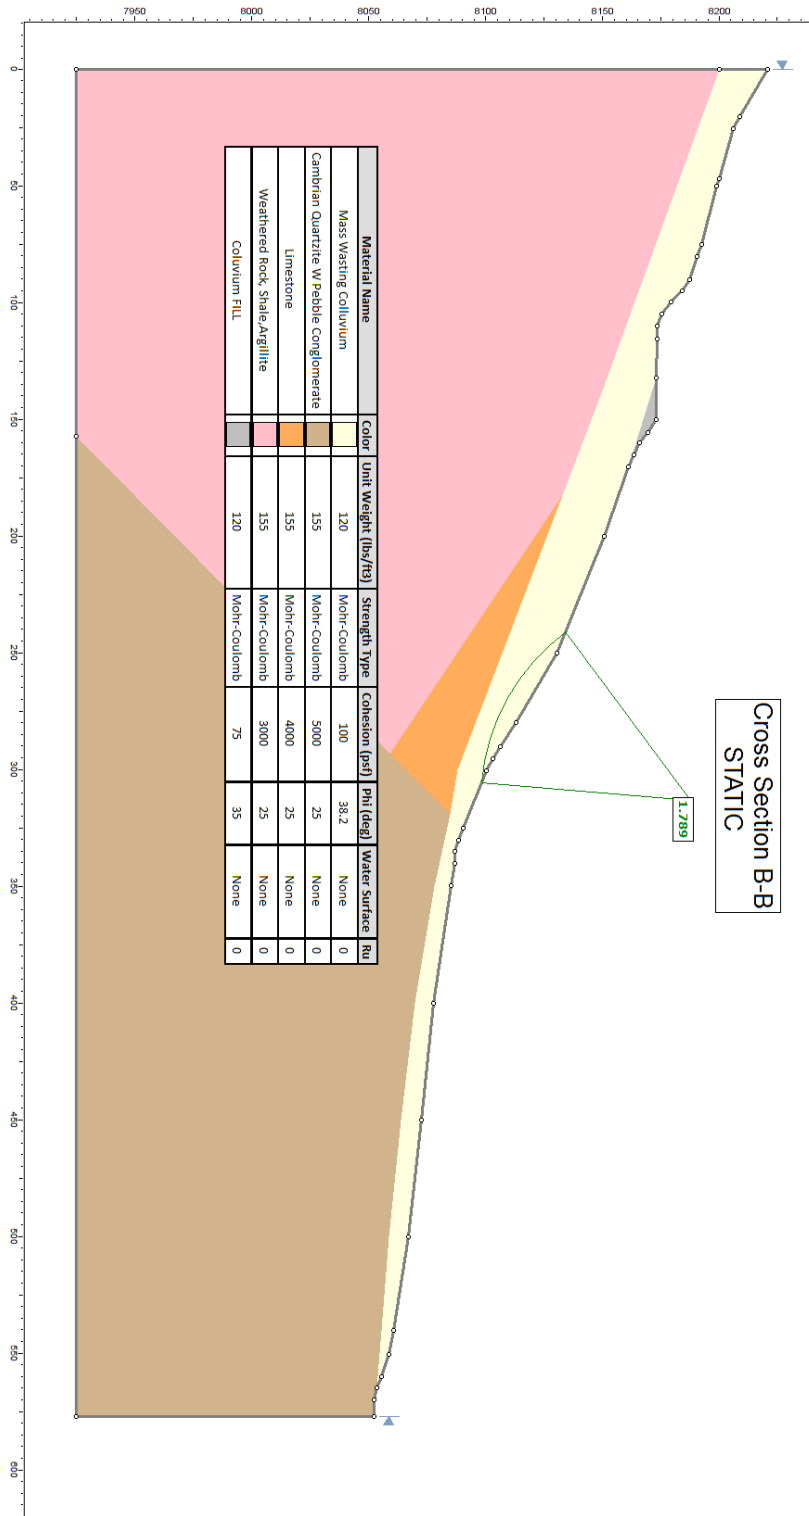 Cross Section B-B
STATIC
1.789
Material Name Color Unit Weight (lbs/ft3) Strength Type Cohesion (psf) Phi (deg) Water Surface Ru
Mass Wasting Colluvium 120 Mohr-Coulomb 100 38.2 None 0
Cambrian Quartzite W Pebble Conglomerate 155 Mohr-Coulomb 5000 25 None 0
Limestone 155 Mohr-Coulomb 4000 25 None 0
Weathered Rock, Shale,Argillite 155 Mohr-Coulomb 3000 25 None 0
Coluvium FILL 120 Mohr-Coulomb 75 35 None 0
8200
8150
8100
8050
8000
7950
0 50 100 150 200 250 300 350 400 450 500 550 600